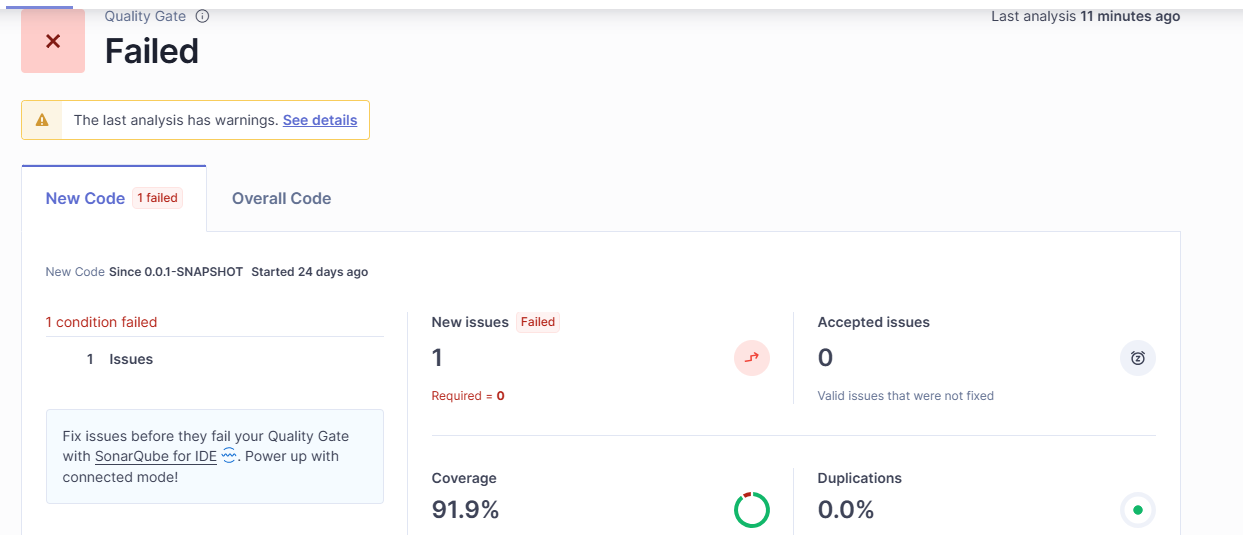 Quality Gate
Last analysis 11 minutes ago
Failed
The last analysis has warnings. See details
New Code 1 failed
Overall Code
New Code Since 0.0.1-SNAPSHOT Started 24 days ago
1 condition failed
1 Issues
Fix issues before they fail your Quality Gate
with SonarQube for IDE . Power up with
connected mode!
New issues Failed
1
Required = 0
Accepted issues
0
Valid issues that were not fixed
Coverage
91.9%
Duplications
0.0%